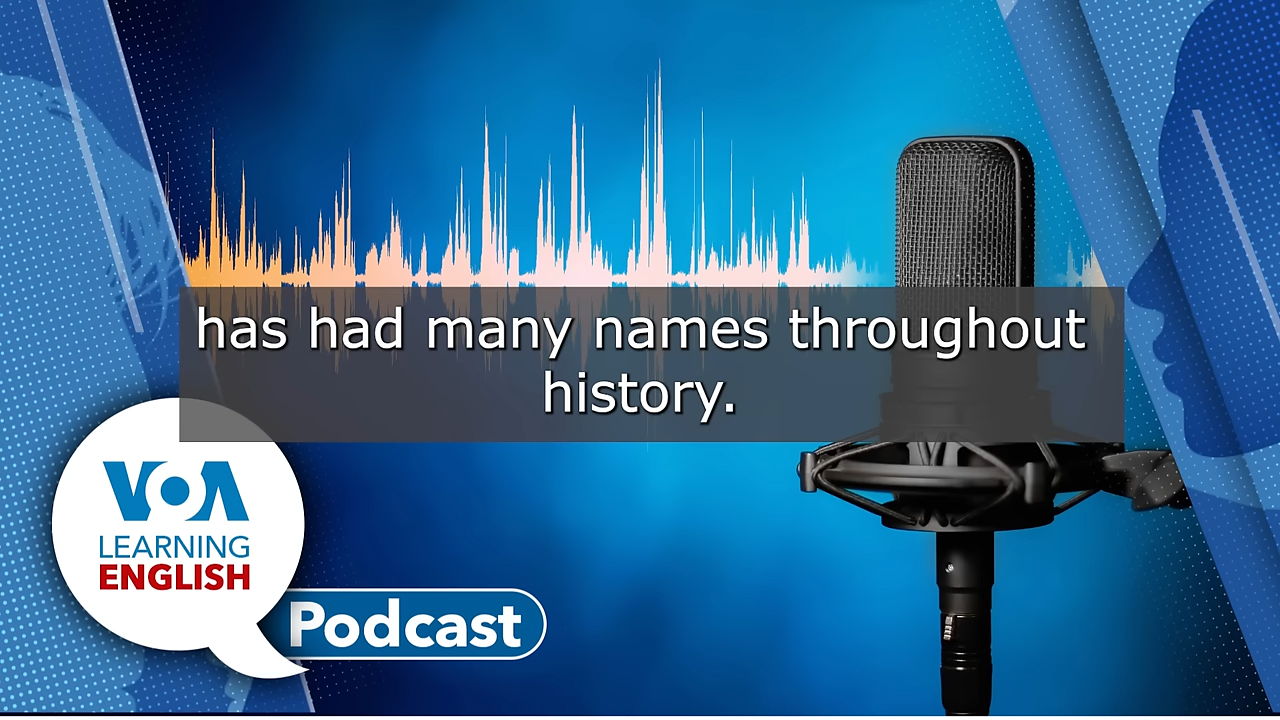 has had many names throughout
history.
VOA
LEARNING
ENGLISH
Podcast